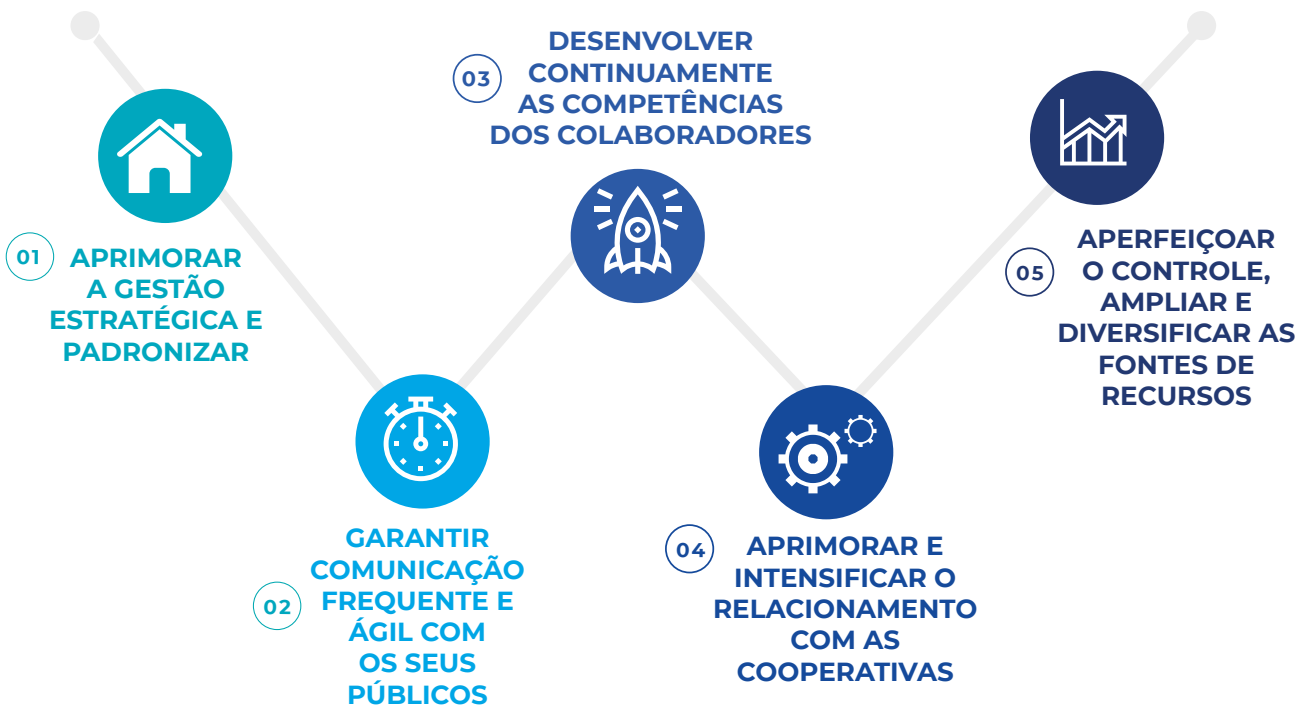 01
APRIMORAR
A GESTÃO
ESTRATÉGICA E
PADRONIZAR
02
GARANTIR
COMUNICAÇÃO
FREQUENTE E
ÁGIL COM
OS SEUS
PÚBLICOS
03
DESENVOLVER
CONTINUAMENTE
AS COMPETÊNCIAS
DOS COLABORADORES
04
APRIMORAR E
INTENSIFICAR O
RELACIONAMENTO
COM AS
COOPERATIVAS
05
APERFEIÇOAR
O CONTROLE,
AMPLIAR E
DIVERSIFICAR AS
FONTES DE
RECURSOS